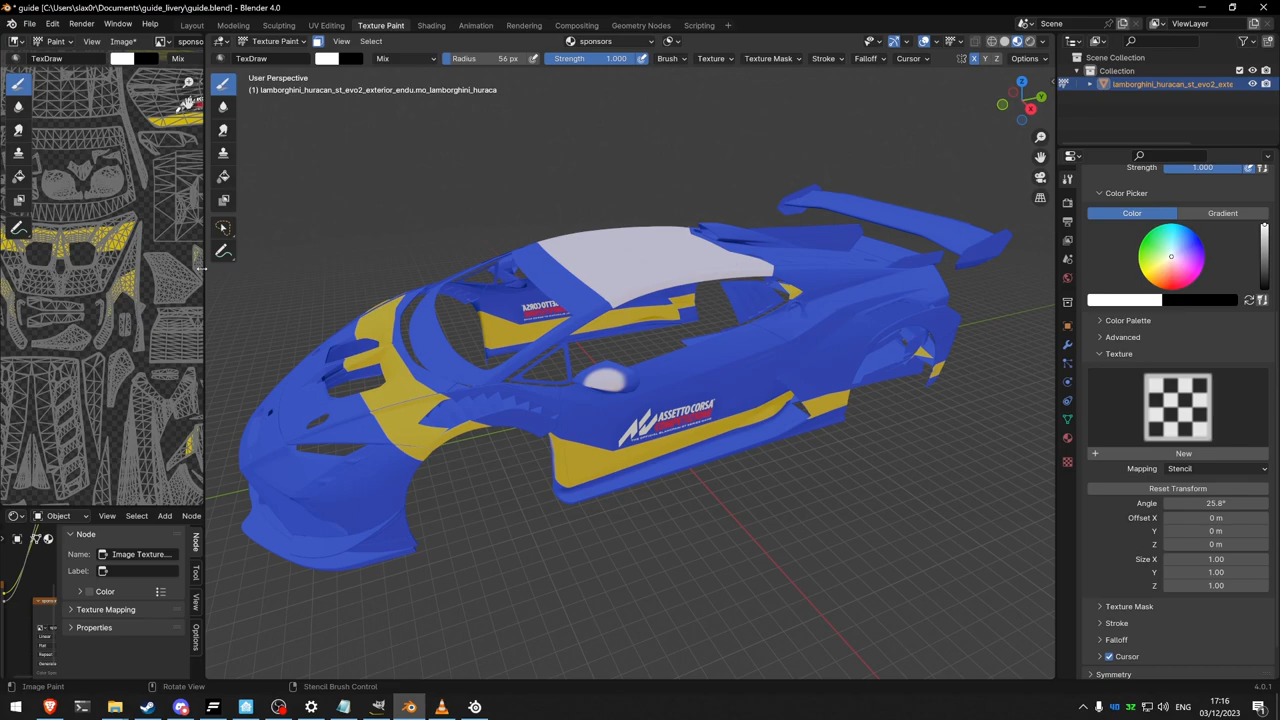 * guide [C:\Users\slax0r\Documents\guide_livery\guide.blend] - Blender 4.0
File Edit Render Window Help
Layout Modeling Sculpting UV Editing Texture Paint Shading Animation Rendering Compositing Geometry Nodes Scripting
Scene ViewLayer
Paint View Image* sponso
Texture Paint View Select sponsors
TexDraw Mix
TexDraw Mix Radius 56 px Strength 1.000 Brush Texture Texture Mask Stroke Falloff Cursor X Y Z Options
User Perspective
(1) lamborghini_huracan_st_evo2_exterior_endu.mo_lamborghini_huraca
Z
Y
X
Scene Collection
Collection
lamborghini_huracan_st_evo2_exte
Strength 1.000
Color Picker
Color Gradient
Color Palette
Advanced
Texture
New
Mapping Stencil
Reset Transform
Angle 25.8°
Offset X 0 m
Y 0 m
Z 0 m
Size X 1.00
Y 1.00
Z 1.00
Texture Mask
Stroke
Falloff
Cursor
Symmetry
ASSETTO CORSA
Object View Select Add Node
Node
Name: Image Texture....
Label:
Color
Texture Mapping
Properties
Node
Tool
View
Options
Linear
Flat
Repeat
Image Paint Rotate View Stencil Brush Control 4.0.1
ENG 17:16
03/12/2023